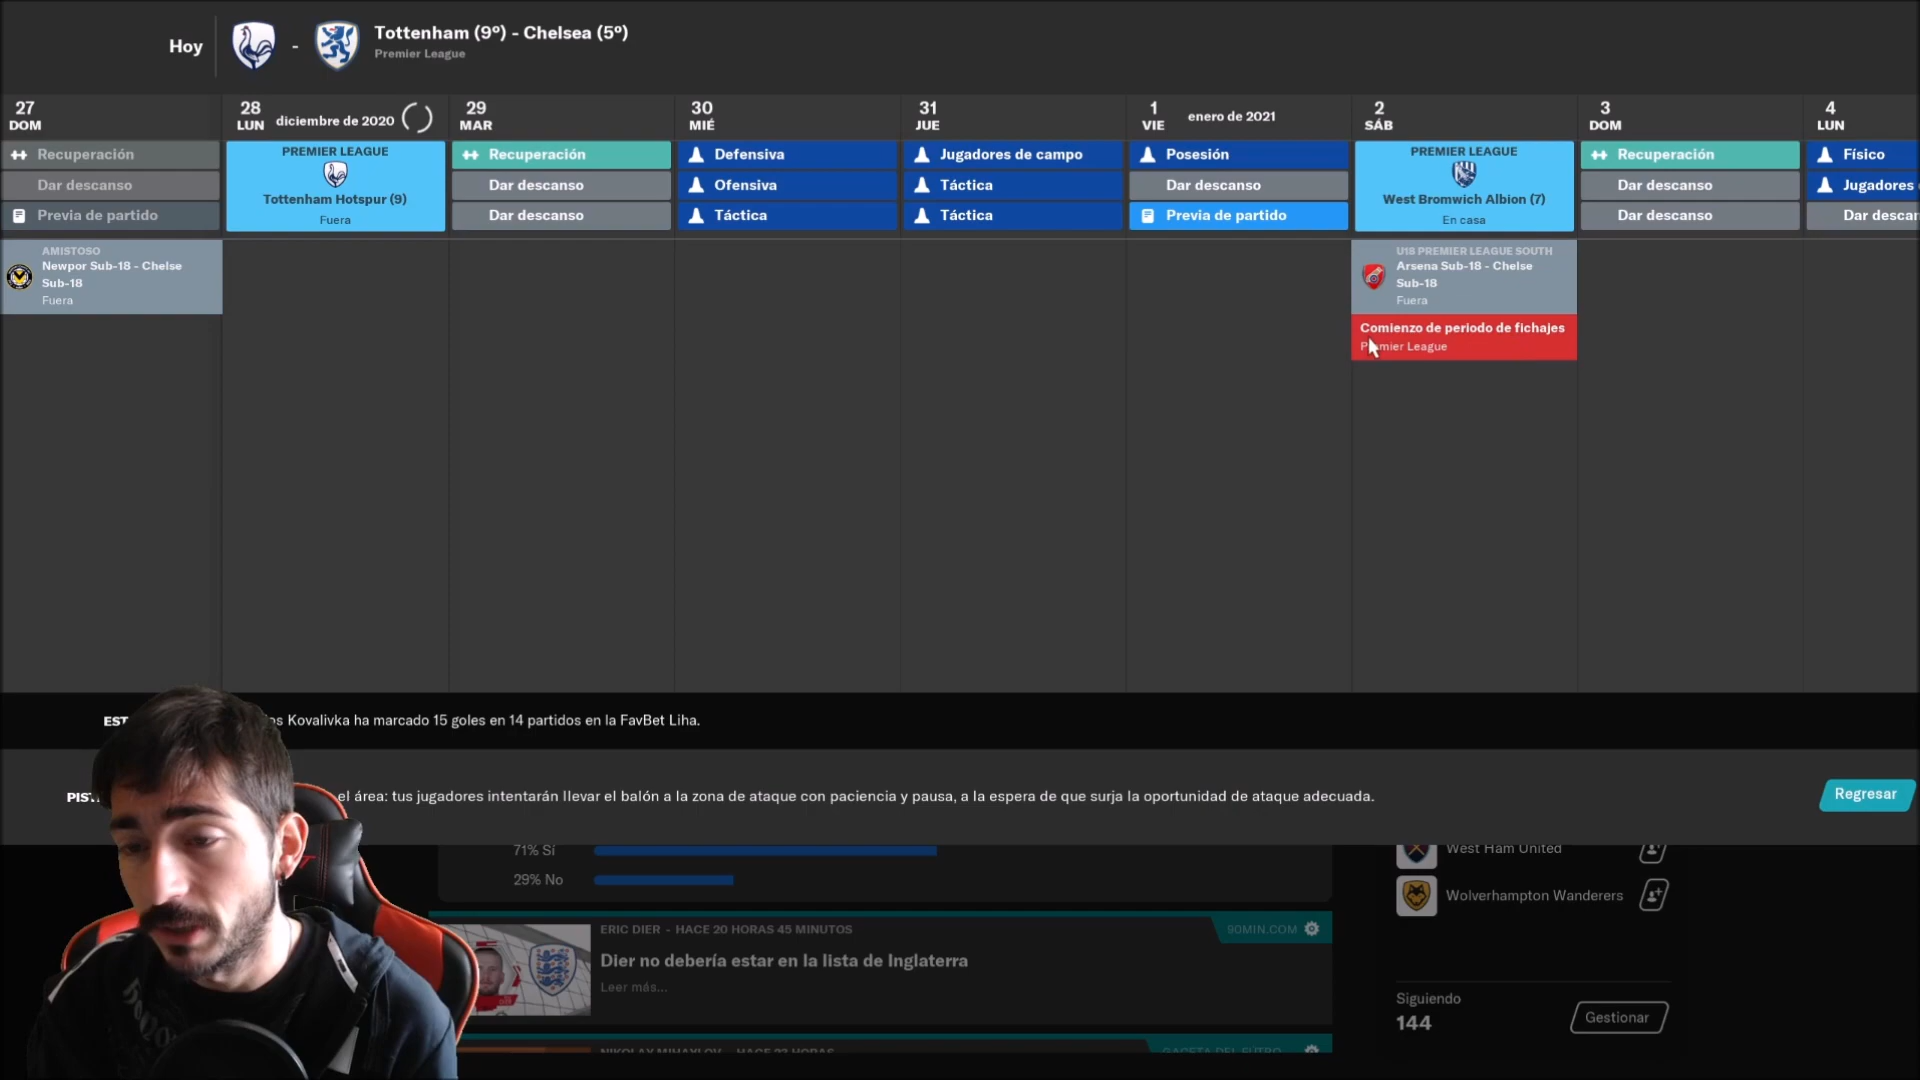 Hoy
-
Tottenham (9º) - Chelsea (5º)
Premier League
27
DOM
28
LUN
diciembre de 2020
29
MAR
30
MIÉ
31
JUE
1
VIE
enero de 2021
2
SÁB
3
DOM
4
LUN
Recuperación
Dar descanso
Previa de partido
PREMIER LEAGUE
Tottenham Hotspur (9)
Fuera
Recuperación
Dar descanso
Dar descanso
Defensiva
Ofensiva
Táctica
Jugadores de campo
Táctica
Táctica
Posesión
Dar descanso
Previa de partido
PREMIER LEAGUE
West Bromwich Albion (7)
En casa
Recuperación
Dar descanso
Dar descanso
Físico
Jugadores
Dar
AMISTOSO
Newpor Sub-18 - Chelse
Sub-18
Fuera
U18 PREMIER LEAGUE SOUTH
Arsena Sub-18 - Chelse
Sub-18
Fuera
Comienzo de periodo de fichajes
Premier League
Kovalivka ha marcado 15 goles en 14 partidos en la FavBet Liha.
el área: tus jugadores intentarán llevar el balón a la zona de ataque con paciencia y pausa, a la espera de que surja la oportunidad de ataque adecuada.
Regresar
71% Sí
29% No
West Ham United
Wolverhampton Wanderers
ERIC DIER - HACE 20 HORAS 45 MINUTOS
90MIN.COM
Dier no debería estar en la lista de Inglaterra
Leer más...
Siguiendo
144
Gestionar